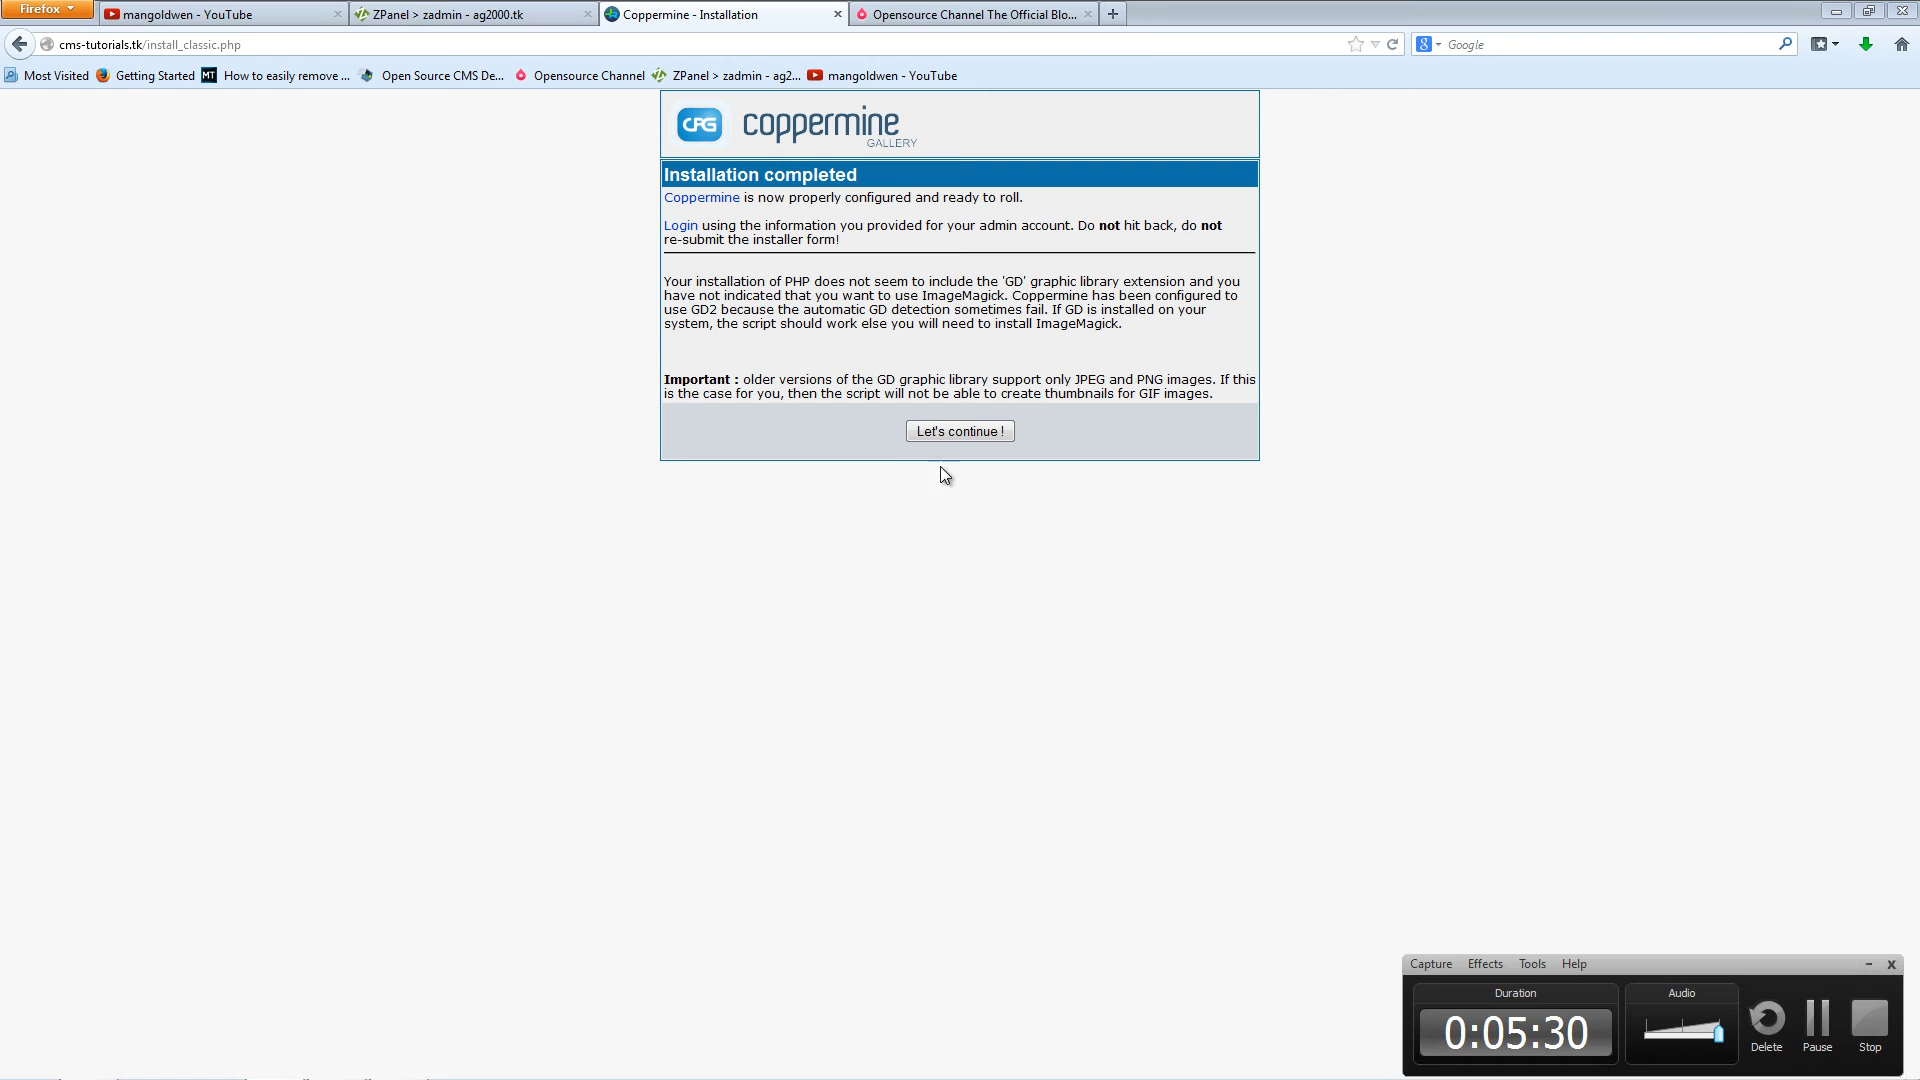 Firefox
mangoldwen - YouTube
ZPanel > zadmin - ag2000.tk
Coppermine - Installation
Opensource Channel The Official Blo...
cms-tutorials.tk/install_classic.php
Google
Most Visited
Getting Started
MT
How to easily remove ...
Open Source CMS De...
Opensource Channel
ZPanel > zadmin - ag2...
mangoldwen - YouTube
CPG
coppermine
GALLERY
Installation completed
Coppermine is now properly configured and ready to roll.
Login using the information you provided for your admin account. Do not hit back, do not
re-submit the installer form!
Your installation of PHP does not seem to include the 'GD' graphic library extension and you
have not indicated that you want to use ImageMagick. Coppermine has been configured to
use GD2 because the automatic GD detection sometimes fail. If GD is installed on your
system, the script should work else you will need to install ImageMagick.
Important : older versions of the GD graphic library support only JPEG and PNG images. If this
is the case for you, then the script will not be able to create thumbnails for GIF images.
Let's continue !
Capture Effects Tools Help
Duration
Audio
0:05:30
Delete
Pause
Stop